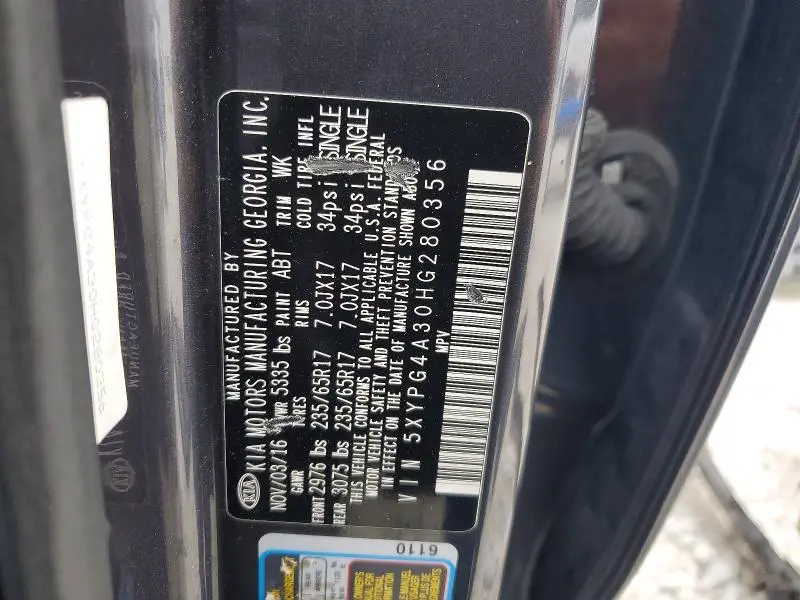 KIA
MANUFACTURED BY
KIA MOTORS MANUFACTURING GEORGIA, INC.
NOV/03/16 5335 lbs PAINT ABT TRIM WK
GAWR RIMS COLD TIRE INFL
FRONT 2976 lbs 235/65R17 7.0JX17 34psi SINGLE
REAR 3075 lbs 235/65R17 7.0JX17 34psi SINGLE
THIS VEHICLE CONFORMS TO ALL APPLICABLE U.S.A. FEDERAL
MOTOR VEHICLE SAFETY AND THEFT PREVENTION STANDARDS
IN EFFECT ON THE DATE OF MANUFACTURE SHOWN ABO
VIN 5XYPG4A30HG280356
MPV
6110